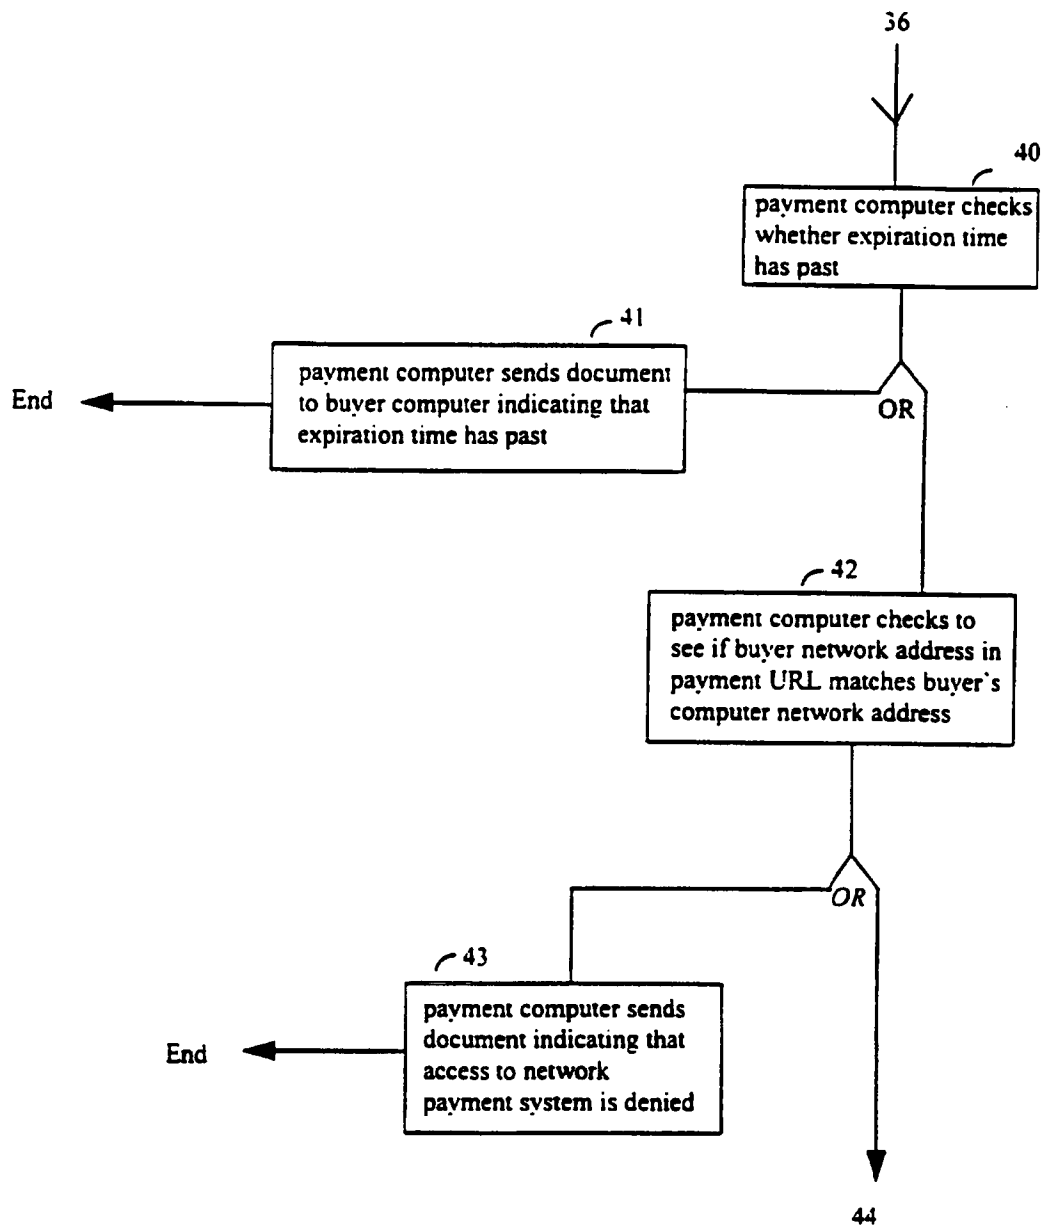 36
40
payment computer checks
whether expiration time
has past
41
payment computer sends document
to buyer computer indicating that
expiration time has past
End
OR
42
payment computer checks to
see if buyer network address in
payment URL matches buyer's
computer network address
OR
43
payment computer sends
document indicating that
access to network
payment system is denied
End
44